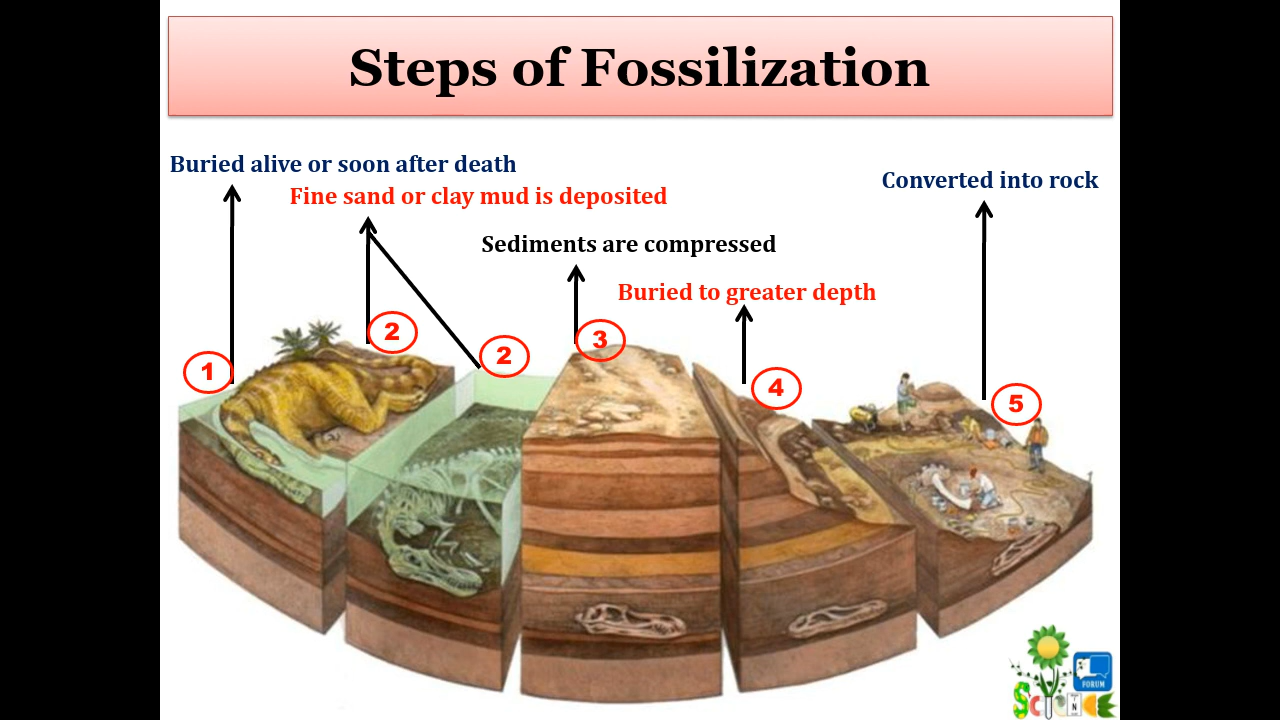 Steps of Fossilization
Buried alive or soon after death
Fine sand or clay mud is deposited
Converted into rock
Sediments are compressed
Buried to greater depth
1
2
2
3
4
5
FORUM
SCIENCE